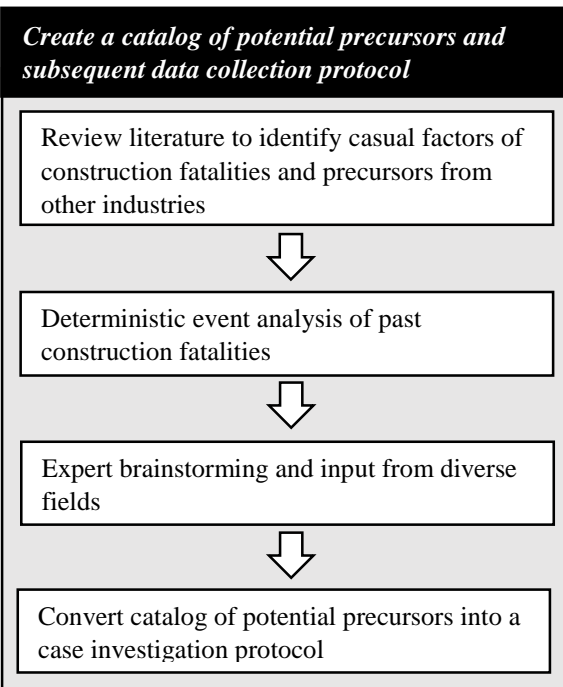 Create a catalog of potential precursors and
subsequent data collection protocol
Review literature to identify casual factors of
construction fatalities and precursors from
other industries
Deterministic event analysis of past
construction fatalities
Expert brainstorming and input from diverse
fields
Convert catalog of potential precursors into a
case investigation protocol